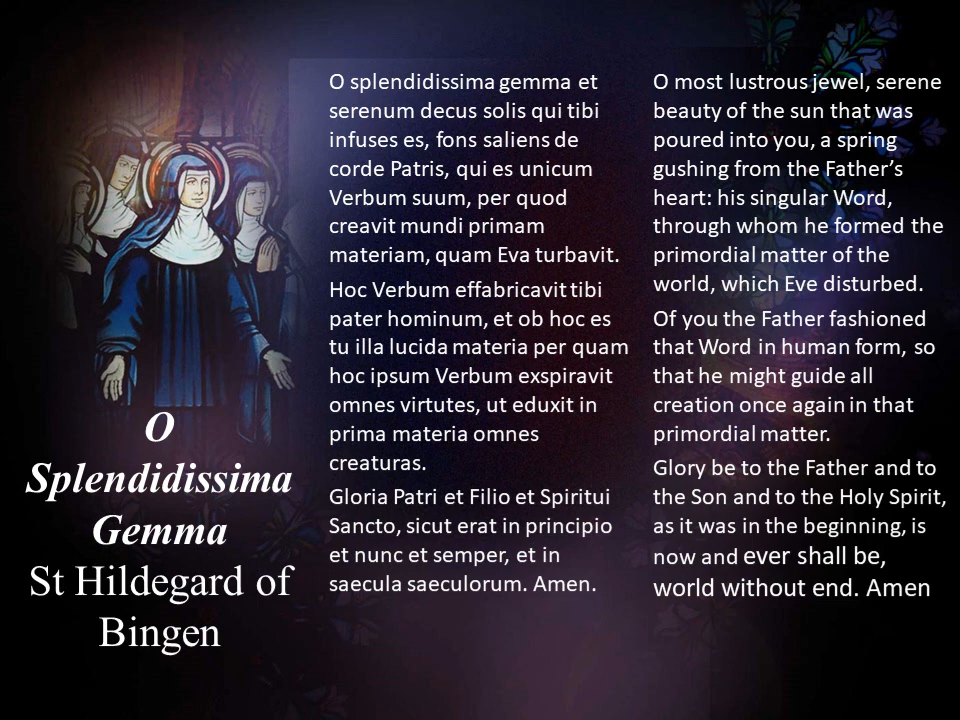 O
Splendidissima
Gemma
St Hildegard of
Bingen
O splendidissima gemma et
serenum decus solis qui tibi
infuses es, fons saliens de
corde Patris, qui es unicum
Verbum suum, per quod
creavit mundi primam
materiam, quam Eva turbavit.
Hoc Verbum effabricavit tibi
pater hominum, et ob hoc es
tu illa lucida materia per quam
hoc ipsum Verbum exspiravit
omnes virtutes, ut eduxit in
prima materia omnes
creaturas.
Gloria Patri et Filio et Spiritui
Sancto, sicut erat in principio
et nunc et semper, et in
saecula saeculorum. Amen.
O most lustrous jewel, serene
beauty of the sun that was
poured into you, a spring
gushing from the Father’s
heart: his singular Word,
through whom he formed the
primordial matter of the
world, which Eve disturbed.
Of you the Father fashioned
that Word in human form, so
that he might guide all
creation once again in that
primordial matter.
Glory be to the Father and to
the Son and to the Holy Spirit,
as it was in the beginning, is
now and ever shall be,
world without end. Amen